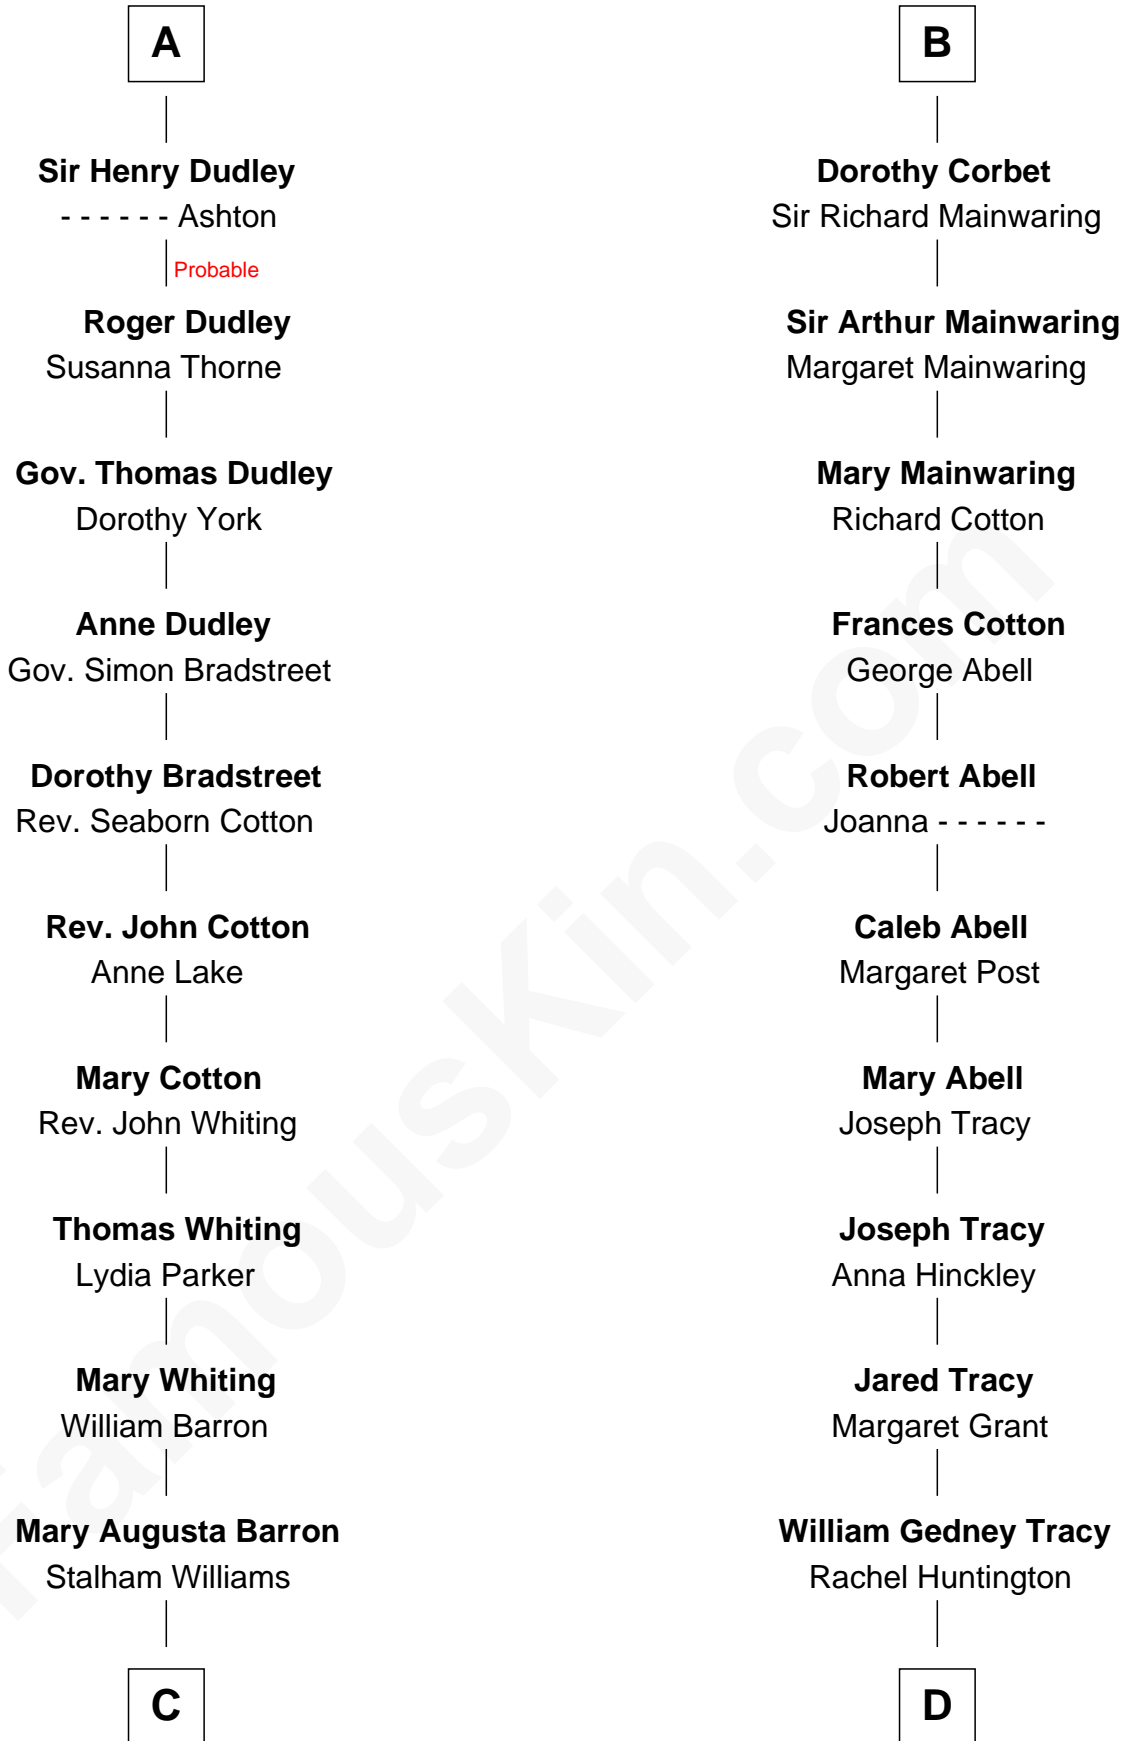 A
Sir Henry Dudley
- - - - - - Ashton
Probable
Roger Dudley
Susanna Thorne
Gov. Thomas Dudley
Dorothy York
Anne Dudley
Gov. Simon Bradstreet
Dorothy Bradstreet
Rev. Seaborn Cotton
Rev. John Cotton
Anne Lake
Mary Cotton
Rev. John Whiting
Thomas Whiting
Lydia Parker
Mary Whiting
William Barron
Mary Augusta Barron
Stalham Williams
C
B
Dorothy Corbet
Sir Richard Mainwaring
Sir Arthur Mainwaring
Margaret Mainwaring
Mary Mainwaring
Richard Cotton
Frances Cotton
George Abell
Robert Abell
Joanna - - - - - -
Caleb Abell
Margaret Post
Mary Abell
Joseph Tracy
Joseph Tracy
Anna Hinckley
Jared Tracy
Margaret Grant
William Gedney Tracy
Rachel Huntington
D
FamousKin.com